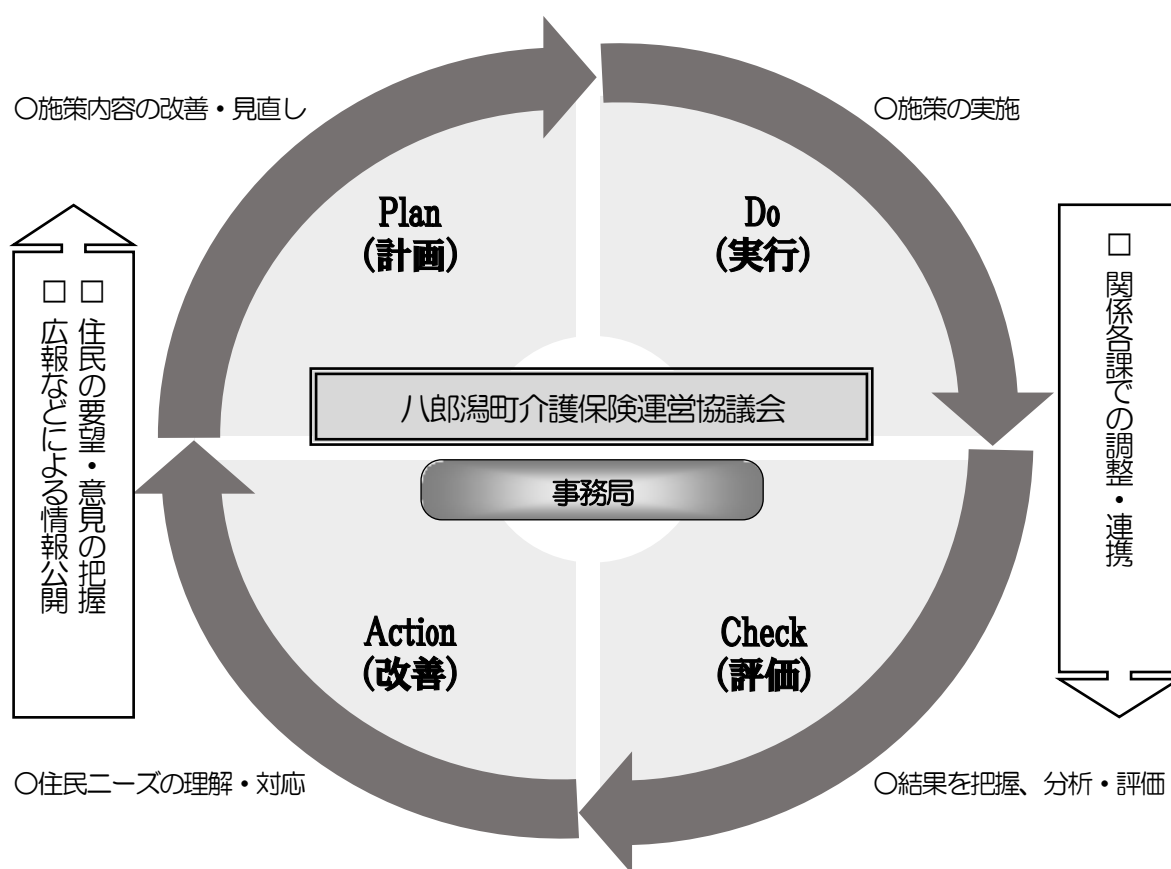 ○施策内容の改善・見直し
○施策の実施
Plan
(計画)
Do
(実行)
□ 住民の要望・意見の把握
□ 広報などによる情報公開
□ 関係各課での調整・連携
八郎潟町介護保険運営協議会
事務局
Action
(改善)
Check
(評価)
○住民ニーズの理解・対応
○結果を把握、分析・評価